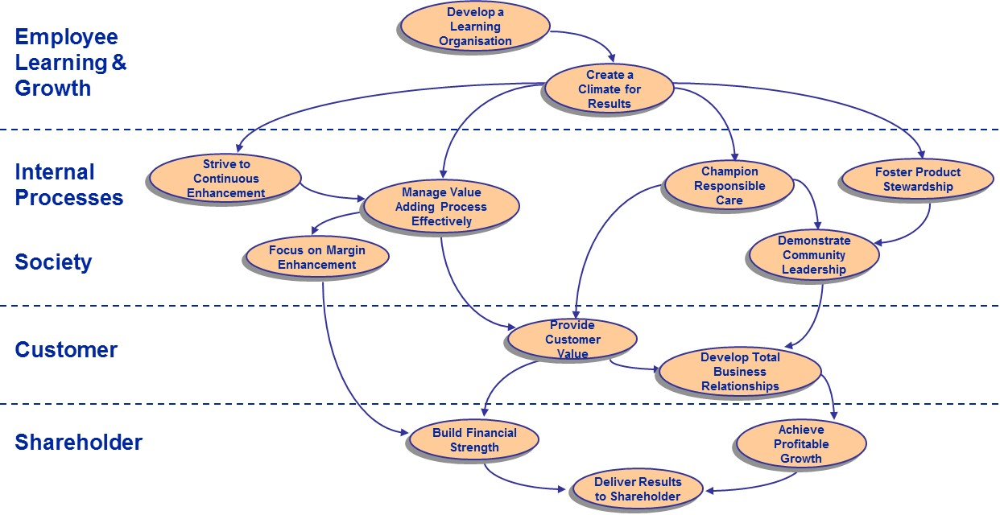 Develop a
Learning
Organisation
Employee
Learning &
Growth
Create a
Climate for
Results
Internal
Processes
Strive to
Continuous
Enhancement
Manage Value
Adding Process
Effectively
Champion
Responsible
Care
Foster Product
Stewardship
Society
Focus on Margin
Enhancement
Demonstrate
Community
Leadership
Customer
Provide
Customer
Value
Develop Total
Business
Relationships
Shareholder
Build Financial
Strength
Achieve
Profitable
Growth
Deliver Results
to Shareholder